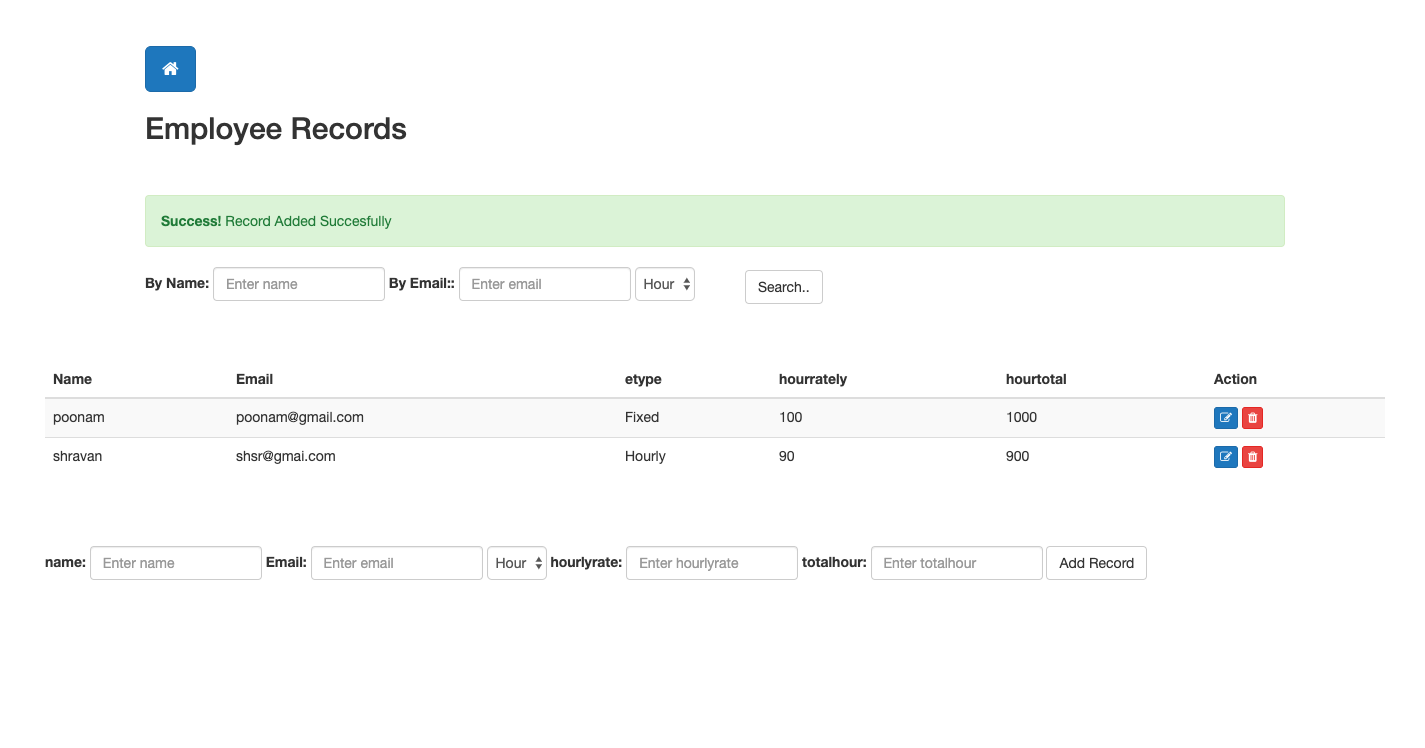 Employee Records
Success! Record Added Succesfully
By Name: Enter name By Email:: Enter email Hour Search..
Name Email etype hourrately hourtotal Action
poonam poonam@gmail.com Fixed 100 1000
shravan shsr@gmai.com Hourly 90 900
name: Enter name Email: Enter email Hour hourlyrate: Enter hourlyrate totalhour: Enter totalhour Add Record